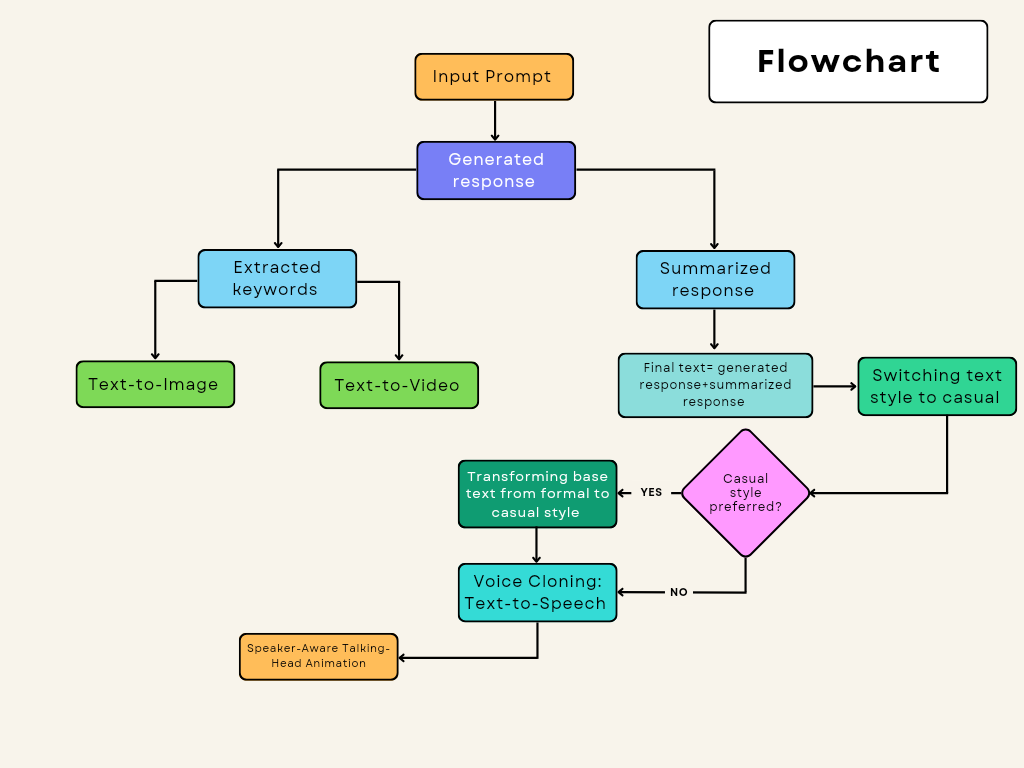 Flowchart
Input Prompt
Generated
response
Extracted
keywords
Summarized
response
Text-to-Image
Text-to-Video
Final text= generated
response+summarized
response
Switching text
style to casual
Casual
style
preferred?
YES
Transforming base
text from formal to
casual style
NO
Voice Cloning:
Text-to-Speech
Speaker-Aware Talking-
Head Animation